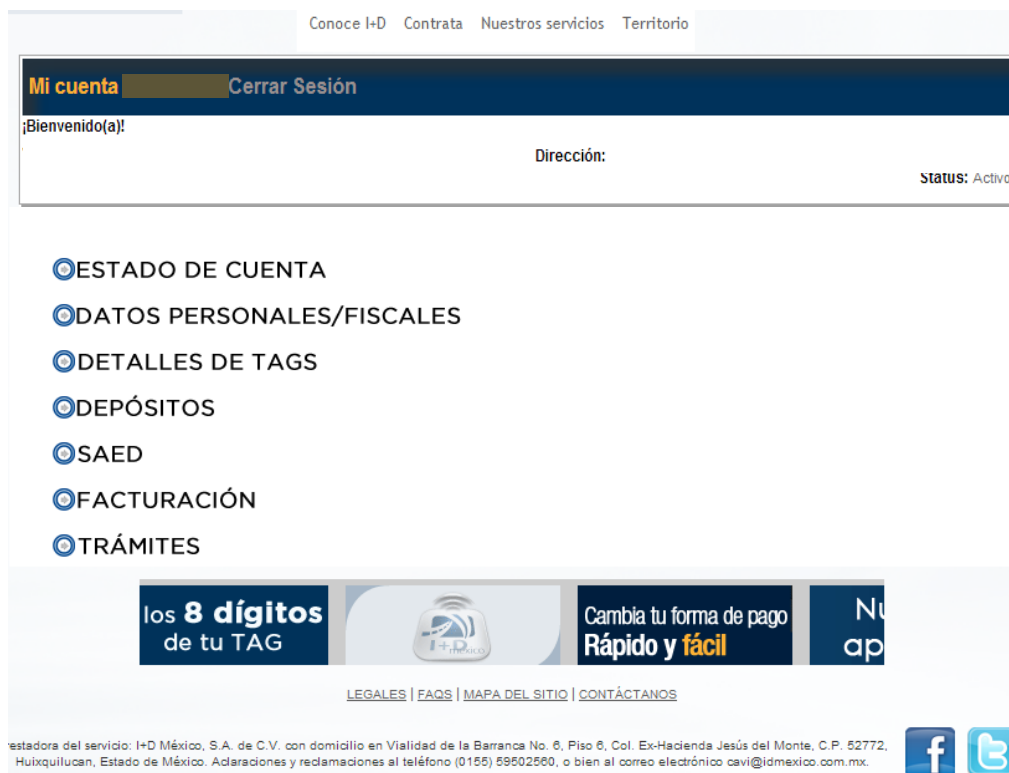 Conoce I+D Contrata Nuestros servicios Territorio
Mi cuenta Cerrar Sesión
¡Bienvenido(a)!
Dirección:
Status: Activo
ESTADO DE CUENTA
DATOS PERSONALES/FISCALES
DETALLES DE TAGS
DEPÓSITOS
SAED
FACTURACIÓN
TRÁMITES
los 8 dígitos
de tu TAG
I+D
méxico
Cambia tu forma de pago
Rápido y fácil
Nu
ap
LEGALES | FAQS | MAPA DEL SITIO | CONTÁCTANOS
restadora del servicio: I+D México, S.A. de C.V. con domicilio en Vialidad de la Barranca No. 6, Piso 6, Col. Ex-Hacienda Jesús del Monte, C.P. 52772,
Huixquilucan, Estado de México. Aclaraciones y reclamaciones al teléfono (0155) 59502560, o bien al correo electrónico cavi@idmexico.com.mx.